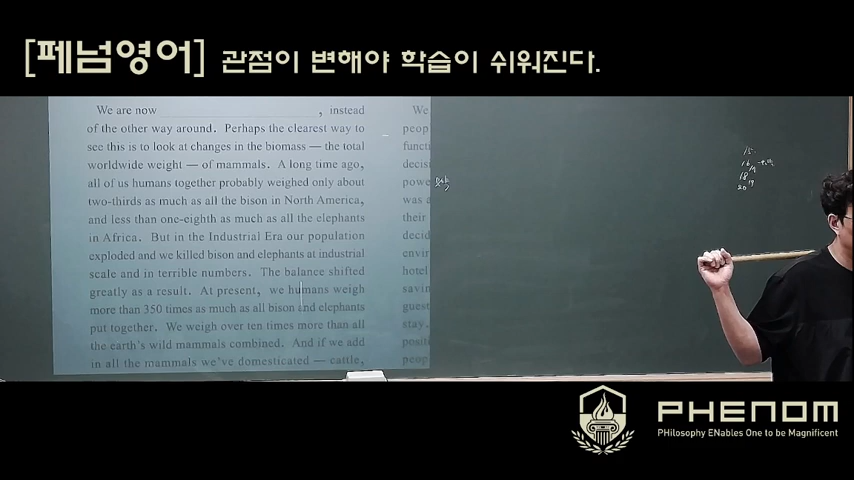 [페넘영어] 관점이 변해야 학습이 쉬워진다.
We are now ____________, instead
of the other way around. Perhaps the clearest way to
see this is to look at changes in the biomass — the total
worldwide weight — of mammals. A long time ago,
all of us humans together probably weighed only about
two-thirds as much as all the bison in North America,
and less than one-eighth as much as all the elephants
in Africa. But in the Industrial Era our population
exploded and we killed bison and elephants at industrial
scale and in terrible numbers. The balance shifted
greatly as a result. At present, we humans weigh
more than 350 times as much as all bison and elephants
put together. We weigh over ten times more than all
the earth's wild mammals combined. And if we add
in all the mammals we've domesticated — cattle,
We
peop
functi
decisi
powe
was a
their
decid
envir
hotel
savin
guest
stay.
positi
peop
15
16
18 19
20
PHENOM
PHilosophy ENables One to be Magnificent